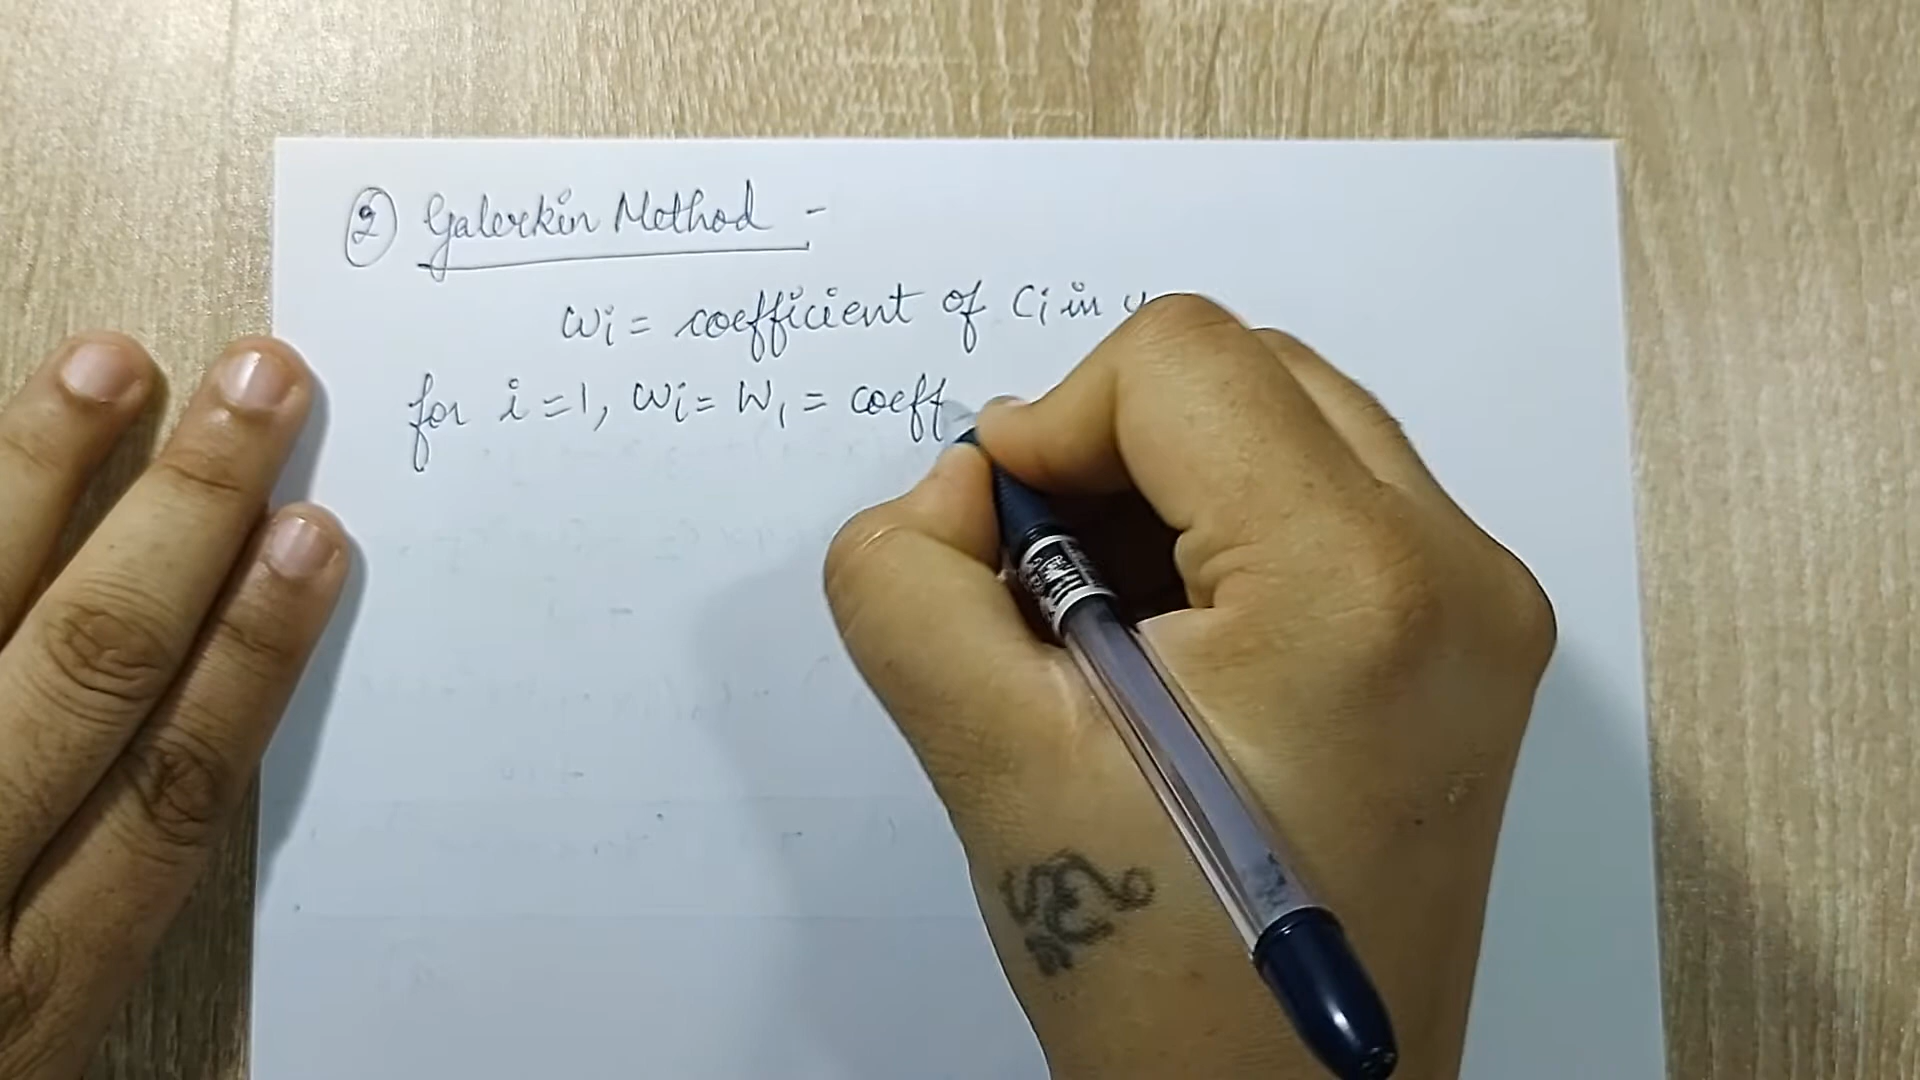 ② Galerkin Method -
Wi = coefficient of Ci in y
for i = 1, Wi = W₁ = coeff